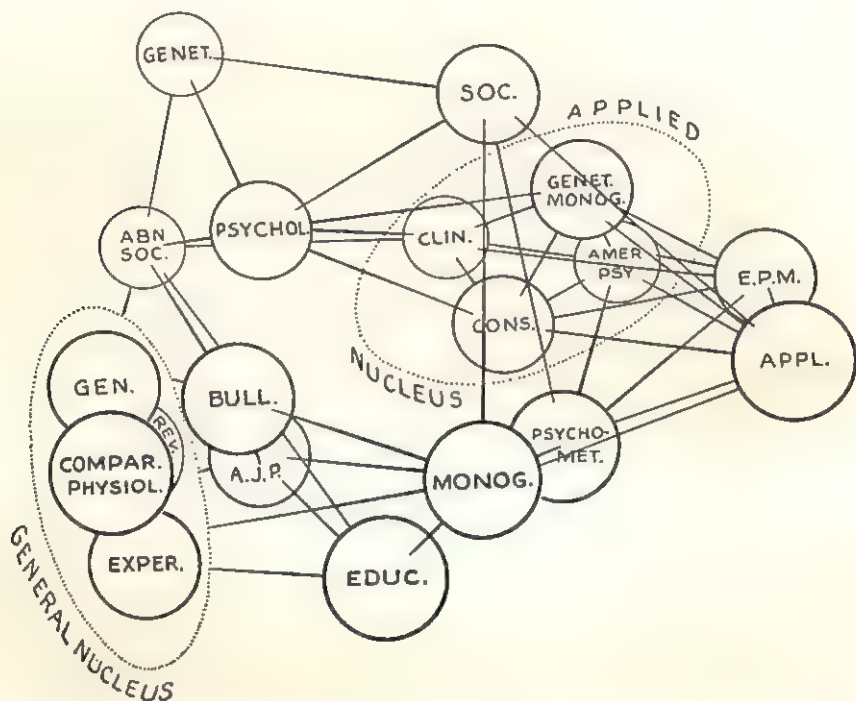 GENET.
SOC.
APPLIED
GENET.
MONOG.
ABN
SOC.
PSYCHOL.
CLIN.
AMER
PSY
E.P.M.
CONS.
NUCLEUS
APPL.
GEN.
BULL.
REV.
COMPAR.
PHYSIOL.
A.J.P.
PSYCHO-
MET.
MONOG.
EXPER.
EDUC.
GENERAL NUCLEUS